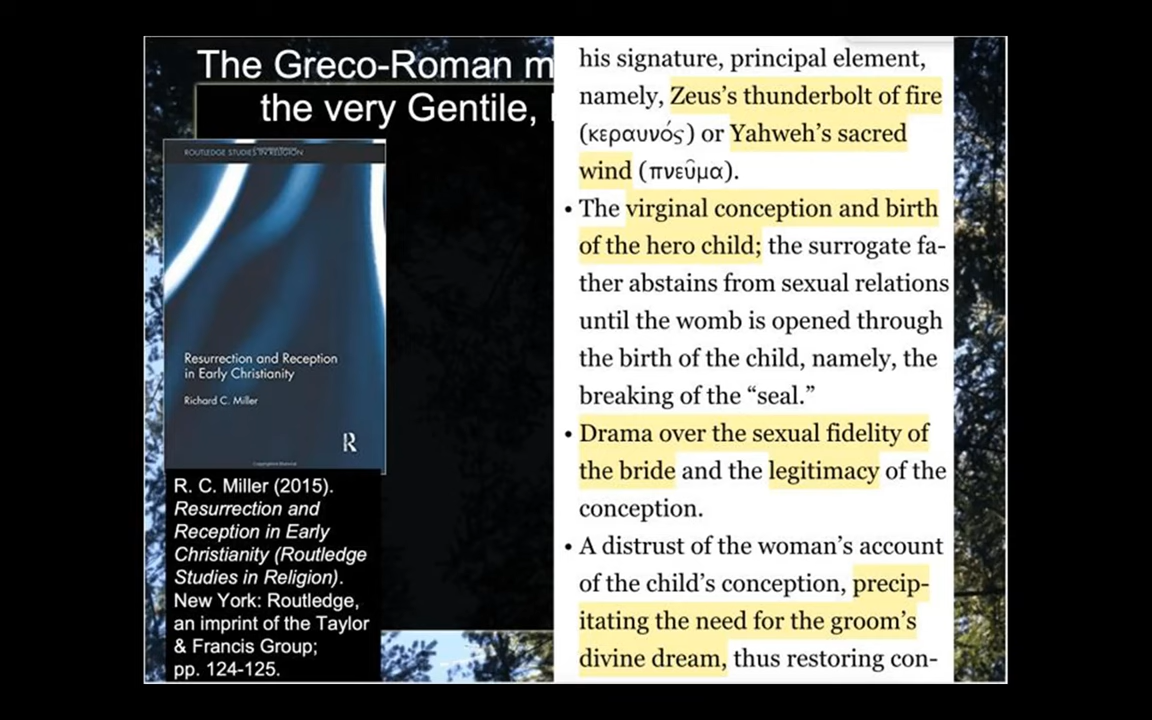 The Greco-Roman m
the very Gentile,
ROUTLEDGE STUDIES IN RELIGION
Resurrection and Reception
in Early Christianity
Richard C. Miller
R
R. C. Miller (2015).
Resurrection and
Reception in Early
Christianity (Routledge
Studies in Religion).
New York: Routledge,
an imprint of the Taylor
& Francis Group;
pp. 124-125.
his signature, principal element,
namely, Zeus’s thunderbolt of fire
(κεραυνός) or Yahweh’s sacred
wind (πνεῦμα).
• The virginal conception and birth
of the hero child; the surrogate fa-
ther abstains from sexual relations
until the womb is opened through
the birth of the child, namely, the
breaking of the “seal.”
• Drama over the sexual fidelity of
the bride and the legitimacy of the
conception.
• A distrust of the woman’s account
of the child’s conception, precip-
itating the need for the groom’s
divine dream, thus restoring con-